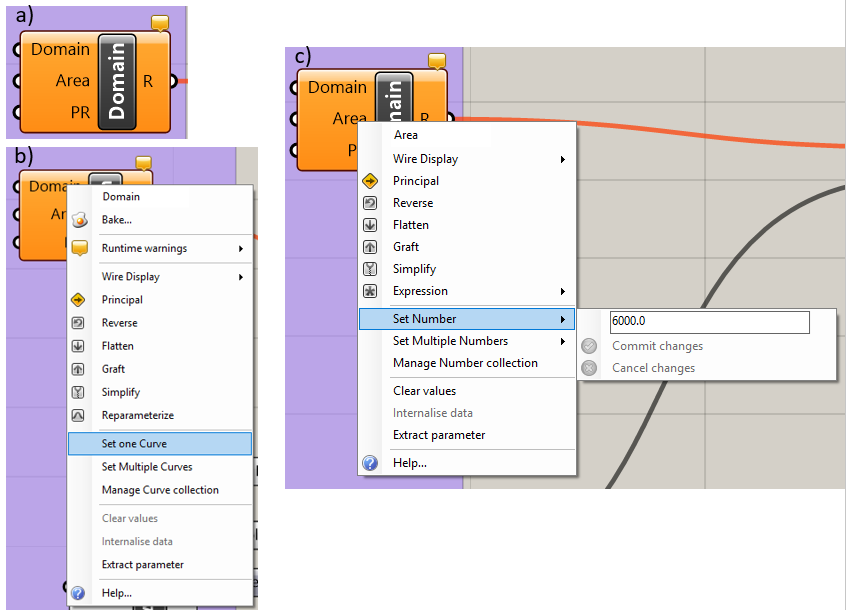 a)
Domain
Area
PR
Domain
R
b)
Domain
Ar
Domain
Bake...
Runtime warnings
Wire Display
Principal
Reverse
Flatten
Graft
Simplify
Reparameterize
Set one Curve
Set Multiple Curves
Manage Curve collection
Clear values
Internalise data
Extract parameter
Help...
c)
Domain
Area
P
main
R
Area
Wire Display
Principal
Reverse
Flatten
Graft
Simplify
Expression
Set Number
Set Multiple Numbers
Manage Number collection
Clear values
Internalise data
Extract parameter
Help...
6000.0
Commit changes
Cancel changes